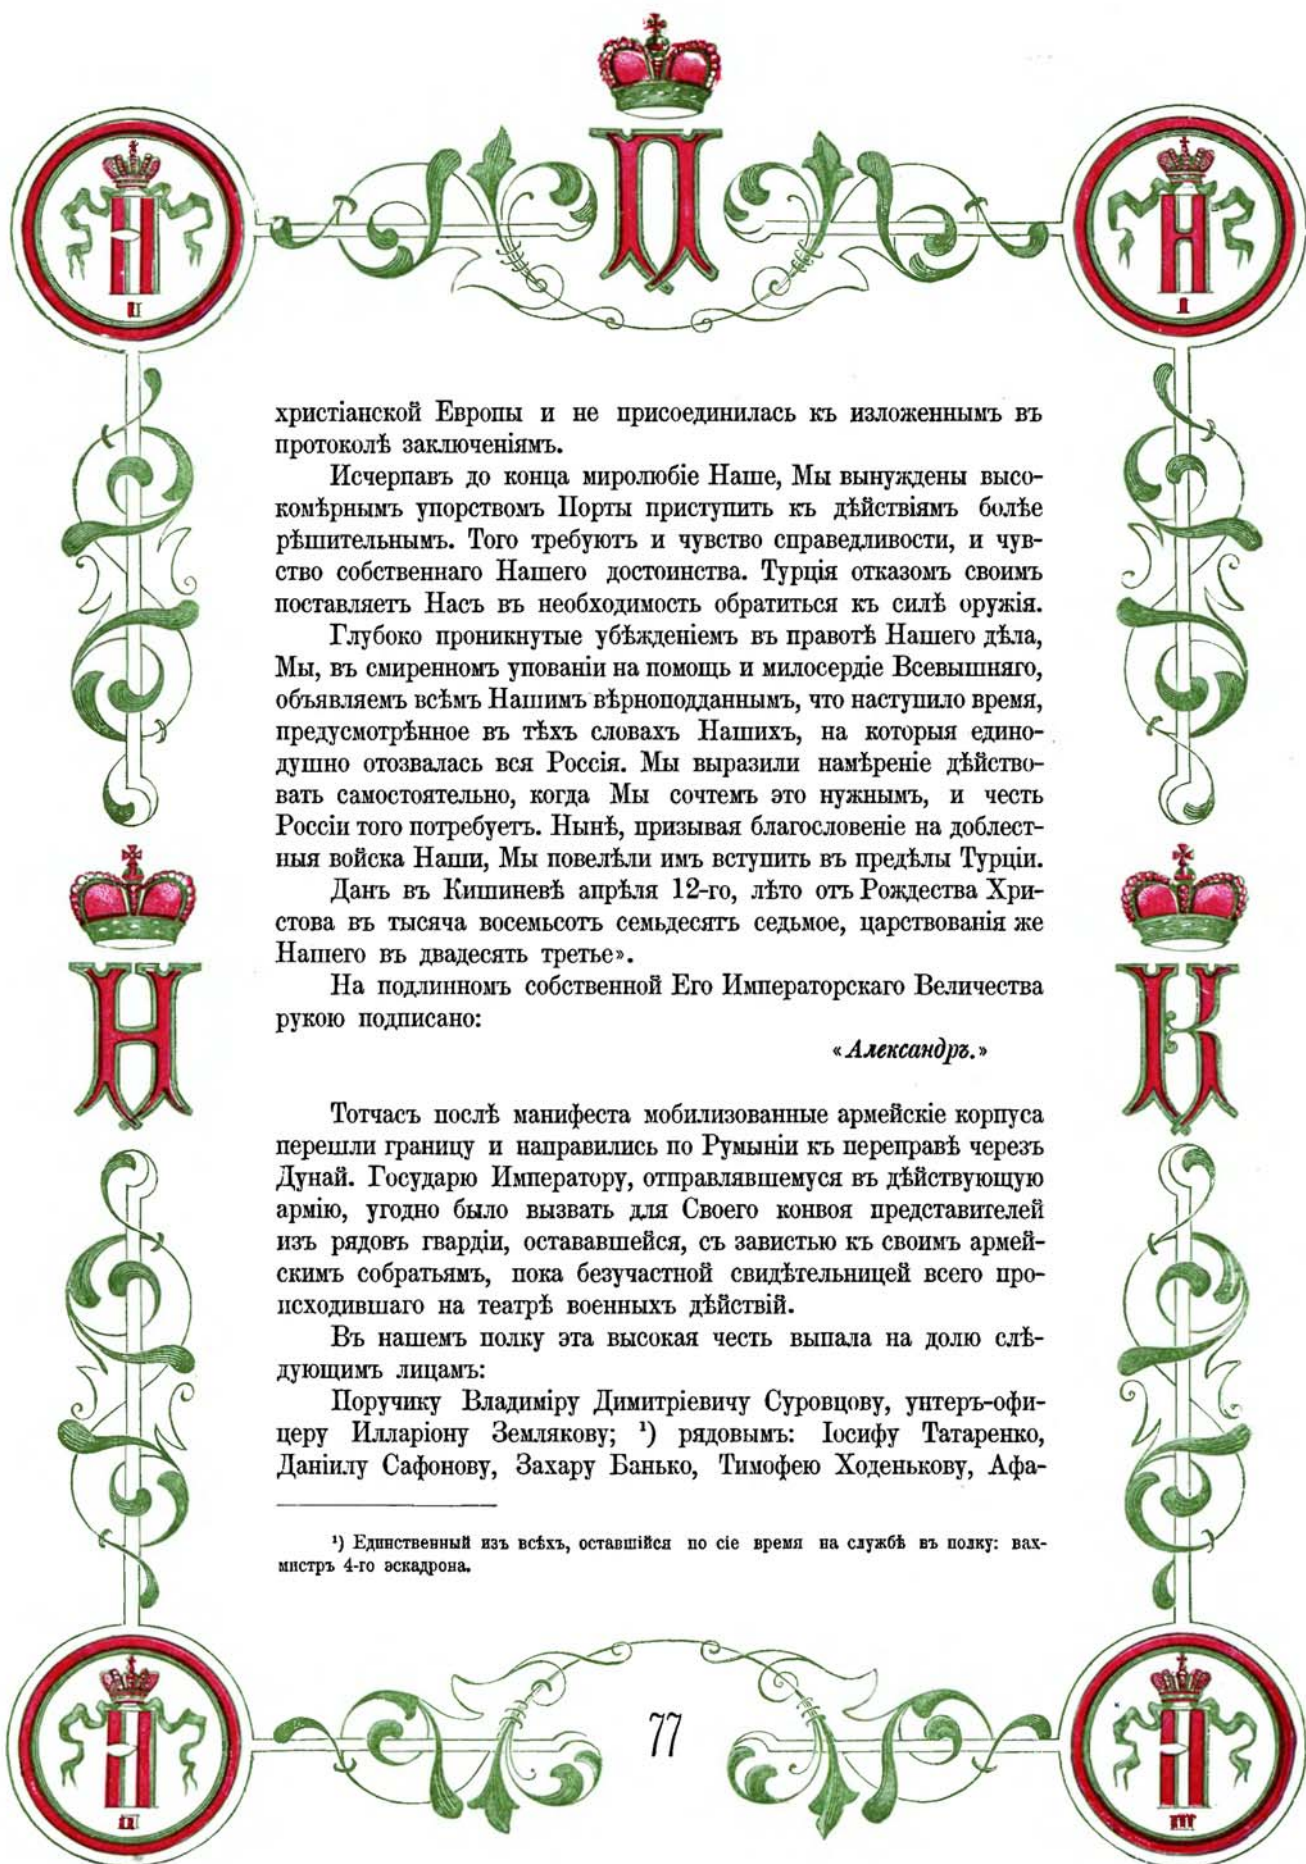 П
А
II
Н
I
христіанской Европы и не присоединилась къ изложеннымъ въ
протоколѣ заключеніямъ.
Исчерпавъ до конца миролюбіе Наше, Мы вынуждены высо-
комѣрнымъ упорствомъ Порты приступить къ дѣйствіямъ болѣе
рѣшительнымъ. Того требуютъ и чувство справедливости, и чув-
ство собственнаго Нашего достоинства. Турція отказомъ своимъ
поставляетъ Насъ въ необходимость обратиться къ силѣ оружія.
Глубоко проникнутые убѣжденіемъ въ правотѣ Нашего дѣла,
Мы, въ смиренномъ упованіи на помощь и милосердіе Всевышняго,
объявляемъ всѣмъ Нашимъ вѣрноподданнымъ, что наступило время,
предусмотрѣнное въ тѣхъ словахъ Нашихъ, на которыя едино-
душно отозвалась вся Россія. Мы выразили намѣреніе дѣйство-
вать самостоятельно, когда Мы сочтемъ это нужнымъ, и честь
Россіи того потребуетъ. Нынѣ, призывая благословеніе на доблест-
ныя войска Наши, Мы повелѣли имъ вступить въ предѣлы Турціи.
Данъ въ Кишиневѣ апрѣля 12-го, лѣто отъ Рождества Хри-
стова въ тысяча восемьсотъ семьдесятъ седьмое, царствованія же
Нашего въ двадесять третье».
На подлинномъ собственной Его Императорскаго Величества
рукою подписано:
«Александръ.»
Н
К
Тотчасъ послѣ манифеста мобилизованные армейскіе корпуса
перешли границу и направились по Румыніи къ переправѣ черезъ
Дунай. Государю Императору, отправлявшемуся въ дѣйствующую
армію, угодно было вызвать для Своего конвоя представителей
изъ рядовъ гвардіи, остававшейся, съ завистью къ своимъ армей-
скимъ собратьямъ, пока безучастной свидѣтельницей всего про-
исходившаго на театрѣ военныхъ дѣйствій.
Въ нашемъ полку эта высокая честь выпала на долю слѣ-
дующимъ лицамъ:
Поручику Владиміру Димитріевичу Суровцову, унтеръ-офи-
церу Илларіону Землякову; ¹) рядовымъ: Іосифу Татаренко,
Даніилу Сафонову, Захару Банько, Тимофею Ходенькову, Афа-
¹) Единственный изъ всѣхъ, оставшійся по сіе время на службѣ въ полку: вах-
мистръ 4-го эскадрона.
77
III